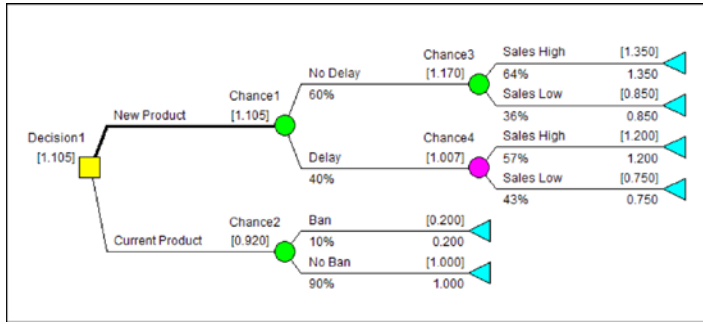 Chance3 Sales High [1.350]
No Delay [1.170] 64% 1.350
Chance1 60% Sales Low [0.850]
New Product [1.105] 36% 0.850
Decision1 Chance4 Sales High [1.200]
[1.105] Delay [1.007] 57% 1.200
40% Sales Low [0.750]
43% 0.750
Chance2 Ban [0.200]
Current Product [0.920] 10% 0.200
No Ban [1.000]
90% 1.000